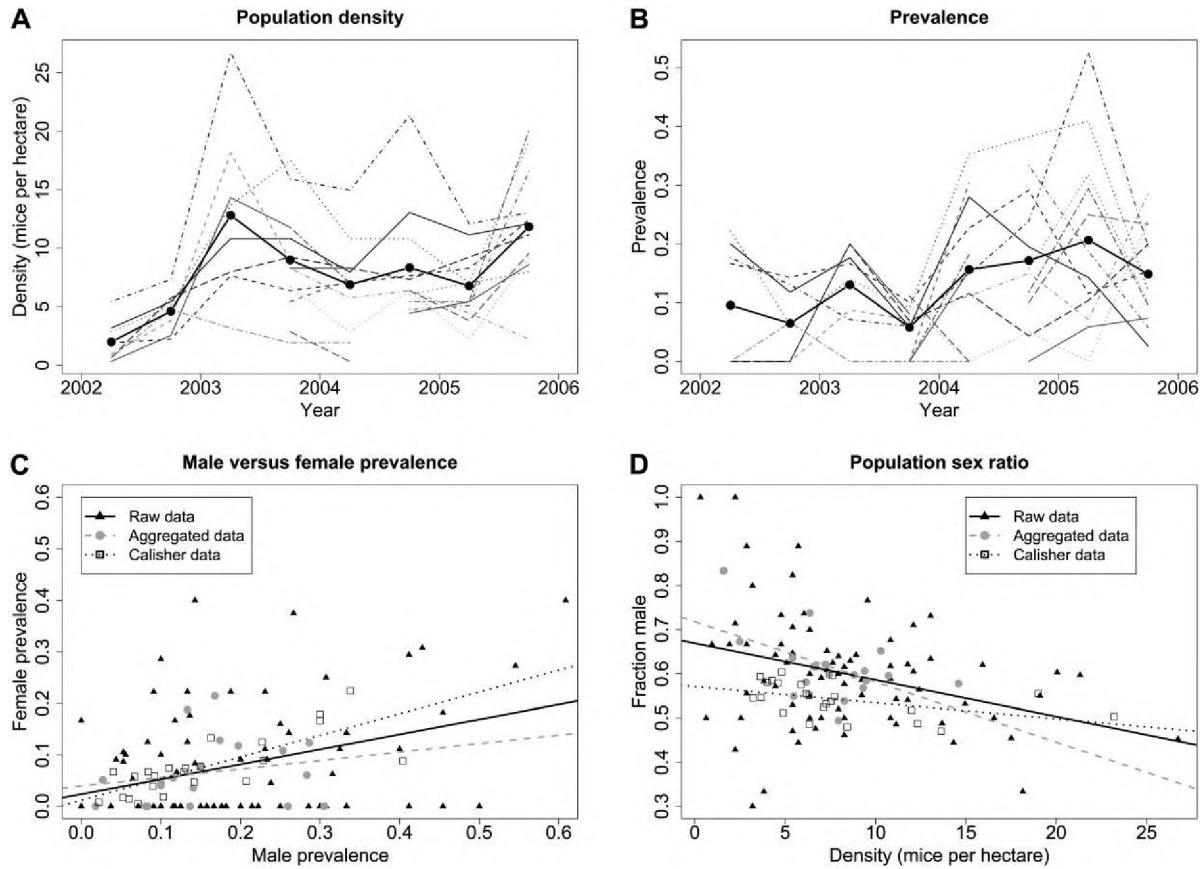 A
Population density
Density (mice per hectare)
25
20
15
10
5
0
2002
2003
2004
2005
2006
Year
B
Prevalence
Prevalence
0.5
0.4
0.3
0.2
0.1
0.0
2002
2003
2004
2005
2006
Year
C
Male versus female prevalence
Raw data
Aggregated data
Calisher data
Female prevalence
0.6
0.5
0.4
0.3
0.2
0.1
0.0
0.0
0.1
0.2
0.3
0.4
0.5
0.6
Male prevalence
D
Population sex ratio
Raw data
Aggregated data
Calisher data
Fraction male
1.0
0.9
0.8
0.7
0.6
0.5
0.4
0.3
0
5
10
15
20
25
Density (mice per hectare)